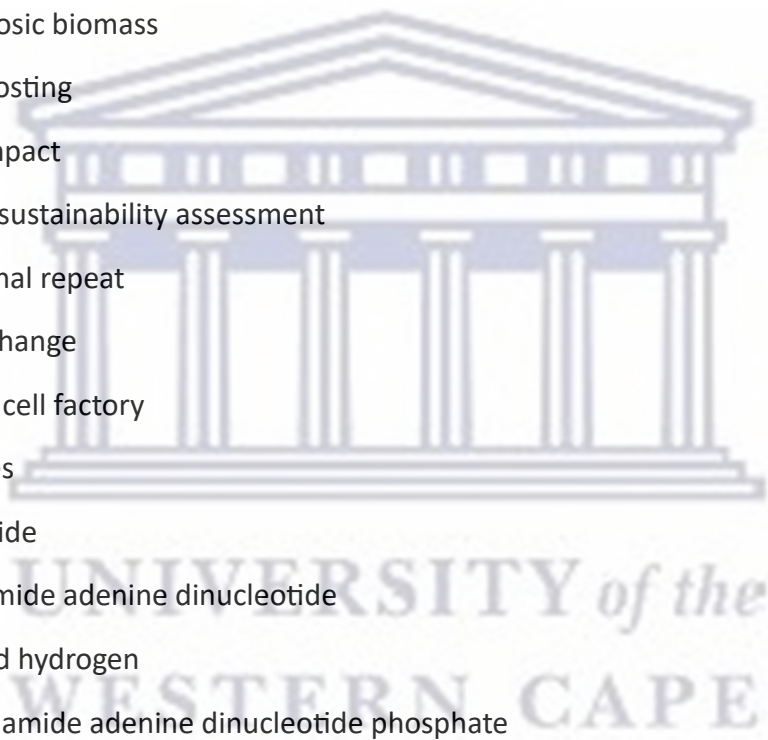 osic biomass
osting
npact
sustainability assessment
nal repeat
hange
cell factory
s
ide
mide adenine dinucleotide
d hydrogen
amide adenine dinucleotide phosphate
UNIVERSITY of the
WESTERN CAPE